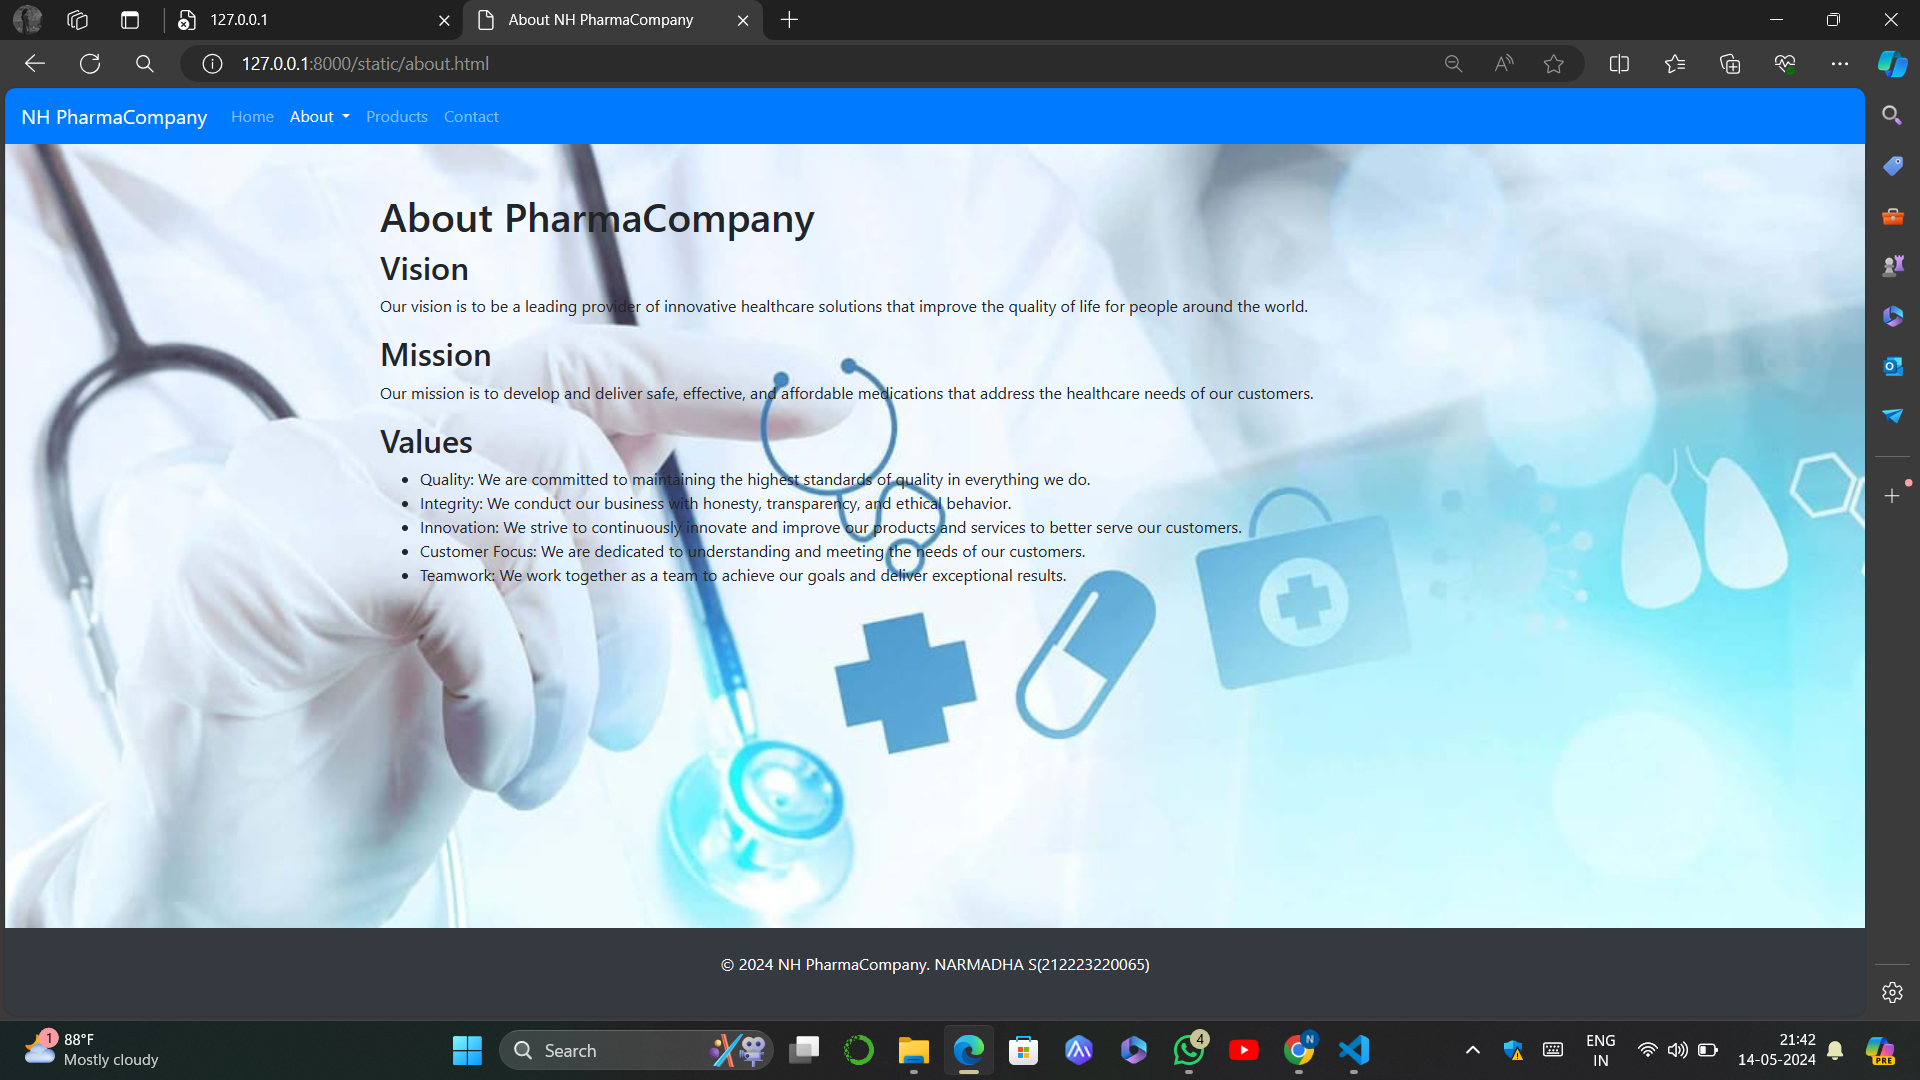 127.0.0.1
About NH PharmaCompany
127.0.0.1:8000/static/about.html
NH PharmaCompany Home About Products Contact
About PharmaCompany
Vision
Our vision is to be a leading provider of innovative healthcare solutions that improve the quality of life for people around the world.
Mission
Our mission is to develop and deliver safe, effective, and affordable medications that address the healthcare needs of our customers.
Values
• Quality: We are committed to maintaining the highest standards of quality in everything we do.
• Integrity: We conduct our business with honesty, transparency, and ethical behavior.
• Innovation: We strive to continuously innovate and improve our products and services to better serve our customers.
• Customer Focus: We are dedicated to understanding and meeting the needs of our customers.
• Teamwork: We work together as a team to achieve our goals and deliver exceptional results.
© 2024 NH PharmaCompany. NARMADHA S(212223220065)
1
88°F
Mostly cloudy
Search
4
N
ENG
IN
21:42
14-05-2024
PRE